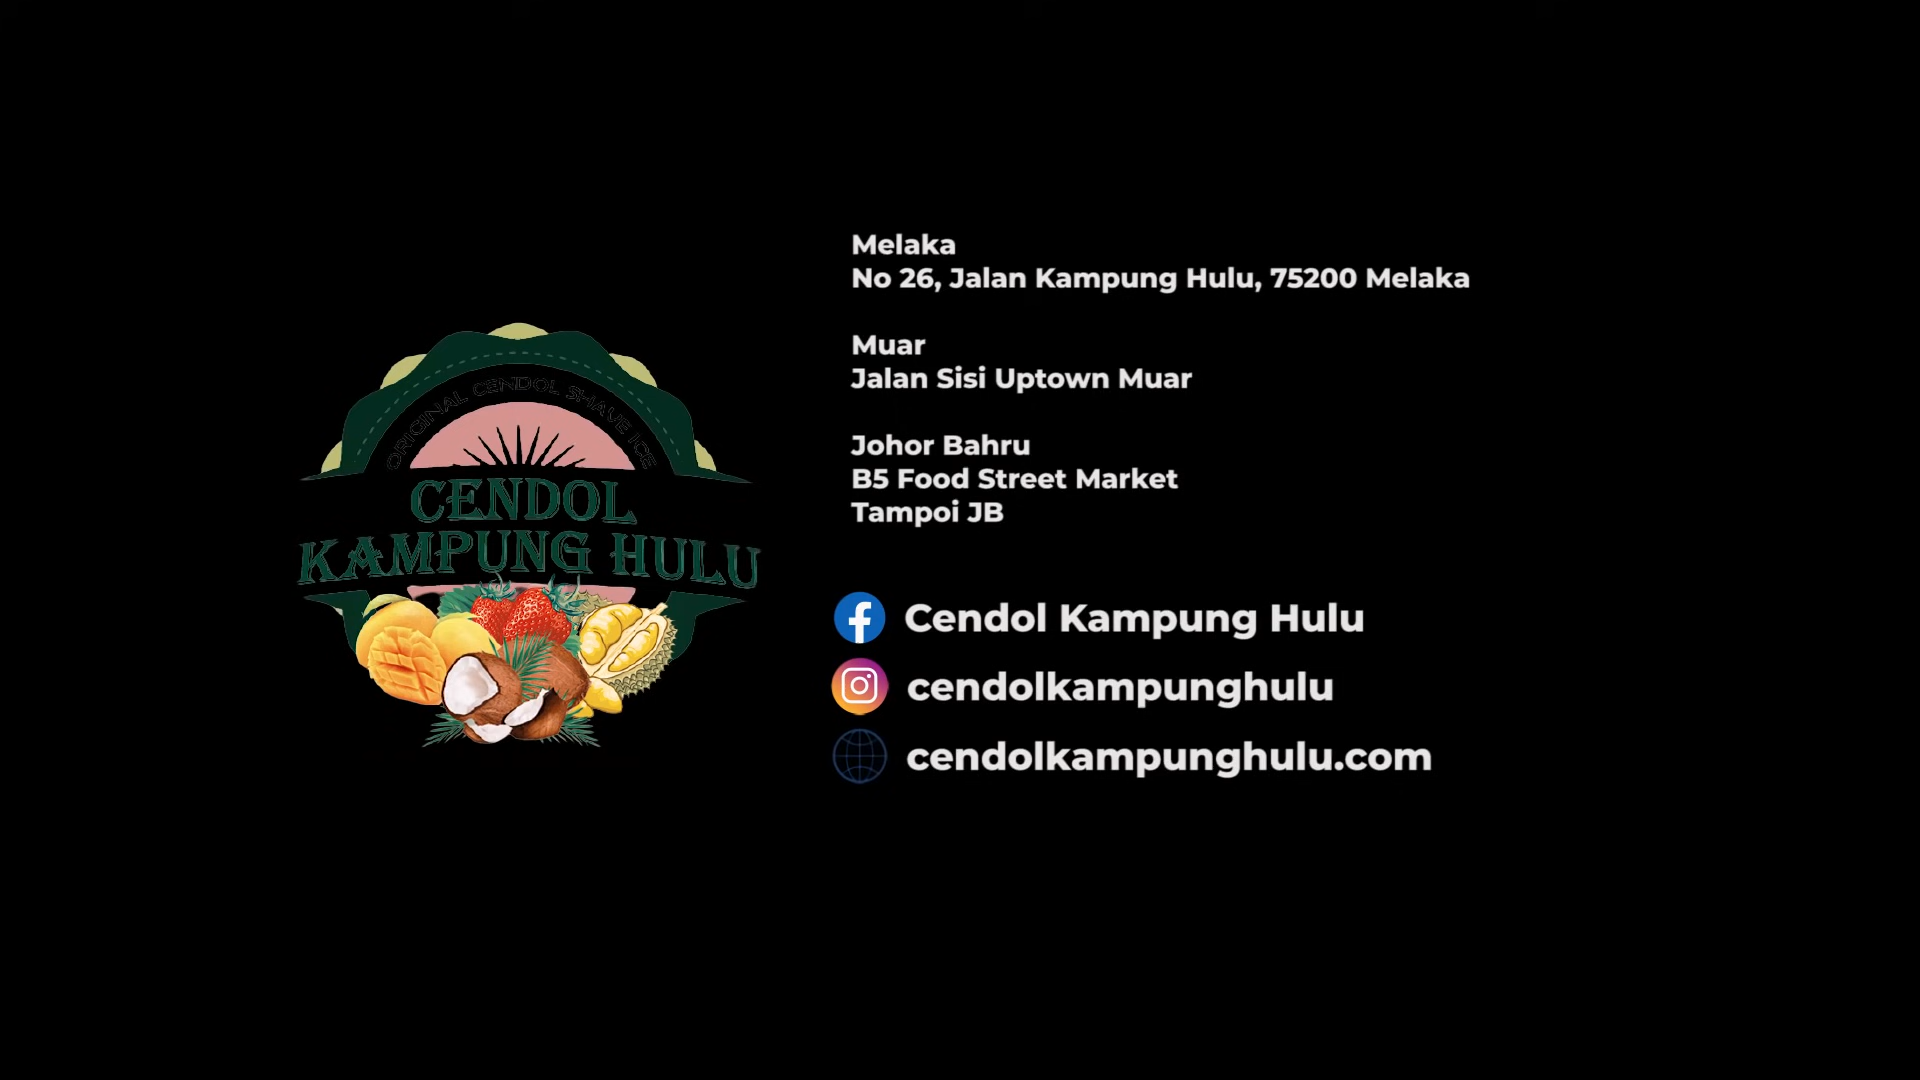 ORIGINAL CENDOL SHAVE ICE
CENDOL
KAMPUNG HULU
Melaka
No 26, Jalan Kampung Hulu, 75200 Melaka
Muar
Jalan Sisi Uptown Muar
Johor Bahru
B5 Food Street Market
Tampoi JB
Cendol Kampung Hulu
cendolkampunghulu
cendolkampunghulu.com